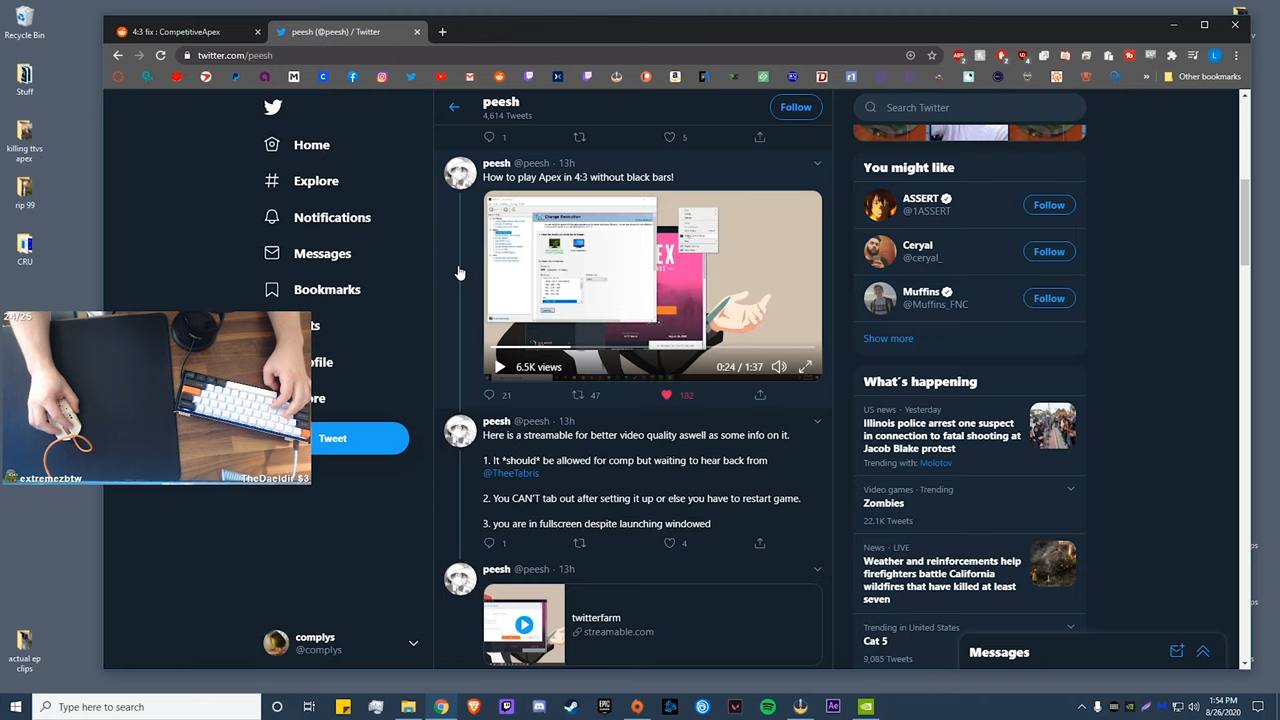 Recycle Bin
Stuff
killing ttvs
apex
rip 99
CRU
actual ep
clips
4:3 fix : CompetitiveApex
peesh (@peesh) / Twitter
twitter.com/peesh
Other bookmarks
Home
Explore
Notifications
Messages
Bookmarks
Tweet
24/25
extremezbtw
TheDaeldir $3
complys
@complys
peesh
4,614 Tweets
Follow
1
5
peesh @peesh · 13h
How to play Apex in 4:3 without black bars!
Change Resolution
6.5K views
0:24 / 1:37
21
47
182
peesh @peesh · 13h
Here is a streamable for better video quality aswell as some info on it.
1. It *should* be allowed for comp but waiting to hear back from
@TheeTabris
2. You CAN'T tab out after setting it up or else you have to restart game.
3. you are in fullscreen despite launching windowed
1
4
peesh @peesh · 13h
twitterfarm
streamable.com
Search Twitter
You might like
ASSERT
@1ASSERT
Follow
Ceryal
@ceryal_
Follow
Muffins
@Muffins_FNC
Follow
Show more
What's happening
US news · Yesterday
Illinois police arrest one suspect
in connection to fatal shooting at
Jacob Blake protest
Trending with: Molotov
Video games · Trending
Zombies
22.1K Tweets
News · LIVE
Weather and reinforcements help
firefighters battle California
wildfires that have killed at least
seven
Trending in United States
Cat 5
9,085 Tweets
Messages
Type here to search
1:54 PM
8/26/2020